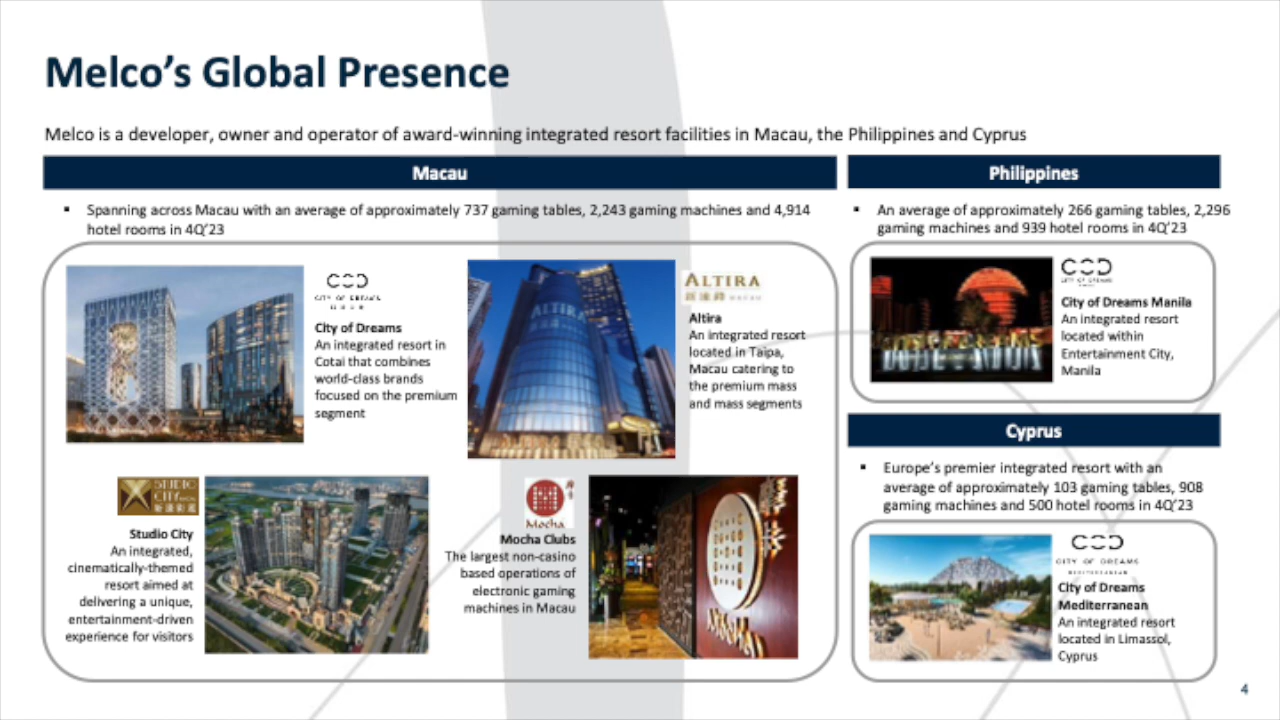 Melco's Global Presence
Melco is a developer, owner and operator of award-winning integrated resort facilities in Macau, the Philippines and Cyprus
Macau
▪ Spanning across Macau with an average of approximately 737 gaming tables, 2,243 gaming machines and 4,914
hotel rooms in 4Q'23
COD
CITY OF DREAMS
City of Dreams
An integrated resort in
Cotai that combines
world-class brands
focused on the premium
segment
ALTIRA
ALTIRA
Altira
An integrated resort
located in Taipa,
Macau catering to
the premium mass
and mass segments
STUDIO
CITY
Studio City
An integrated,
cinematically-themed
resort aimed at
delivering a unique,
entertainment-driven
experience for visitors
Mocha
Mocha Clubs
The largest non-casino
based operations of
electronic gaming
machines in Macau
Mocha
Philippines
▪ An average of approximately 266 gaming tables, 2,296
gaming machines and 939 hotel rooms in 4Q'23
COD
CITY OF DREAMS
City of Dreams Manila
An integrated resort
located within
Entertainment City,
Manila
Cyprus
▪ Europe's premier integrated resort with an
average of approximately 103 gaming tables, 908
gaming machines and 500 hotel rooms in 4Q'23
COD
CITY OF DREAMS
MEDITERRANEAN
City of Dreams
Mediterranean
An integrated resort
located in Limassol,
Cyprus
4